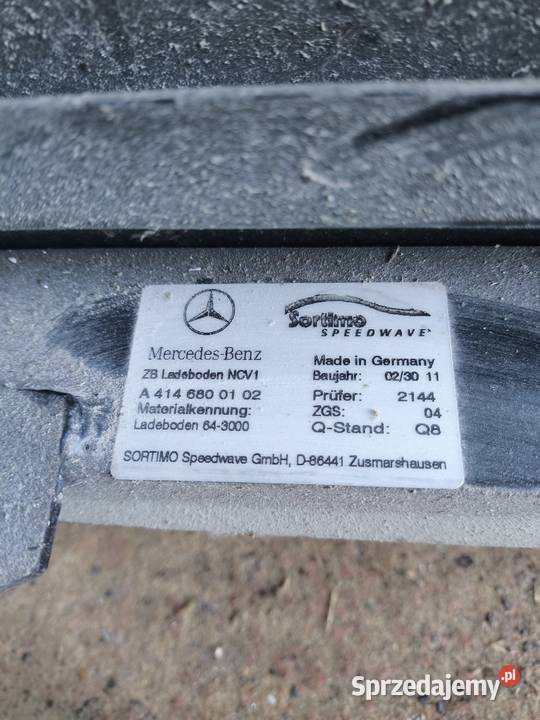 Sortimo
SPEEDWAVE
Mercedes-Benz
Made in Germany
ZB Ladeboden NCV1
Baujahr: 02/30 11
A 414 680 01 02
Prüfer: 2144
Materialkennung:
ZGS: 04
Ladeboden 64-3000
Q-Stand: Q8
SORTIMO Speedwave GmbH, D-86441 Zusmarshausen
Sprzedajemy.pl